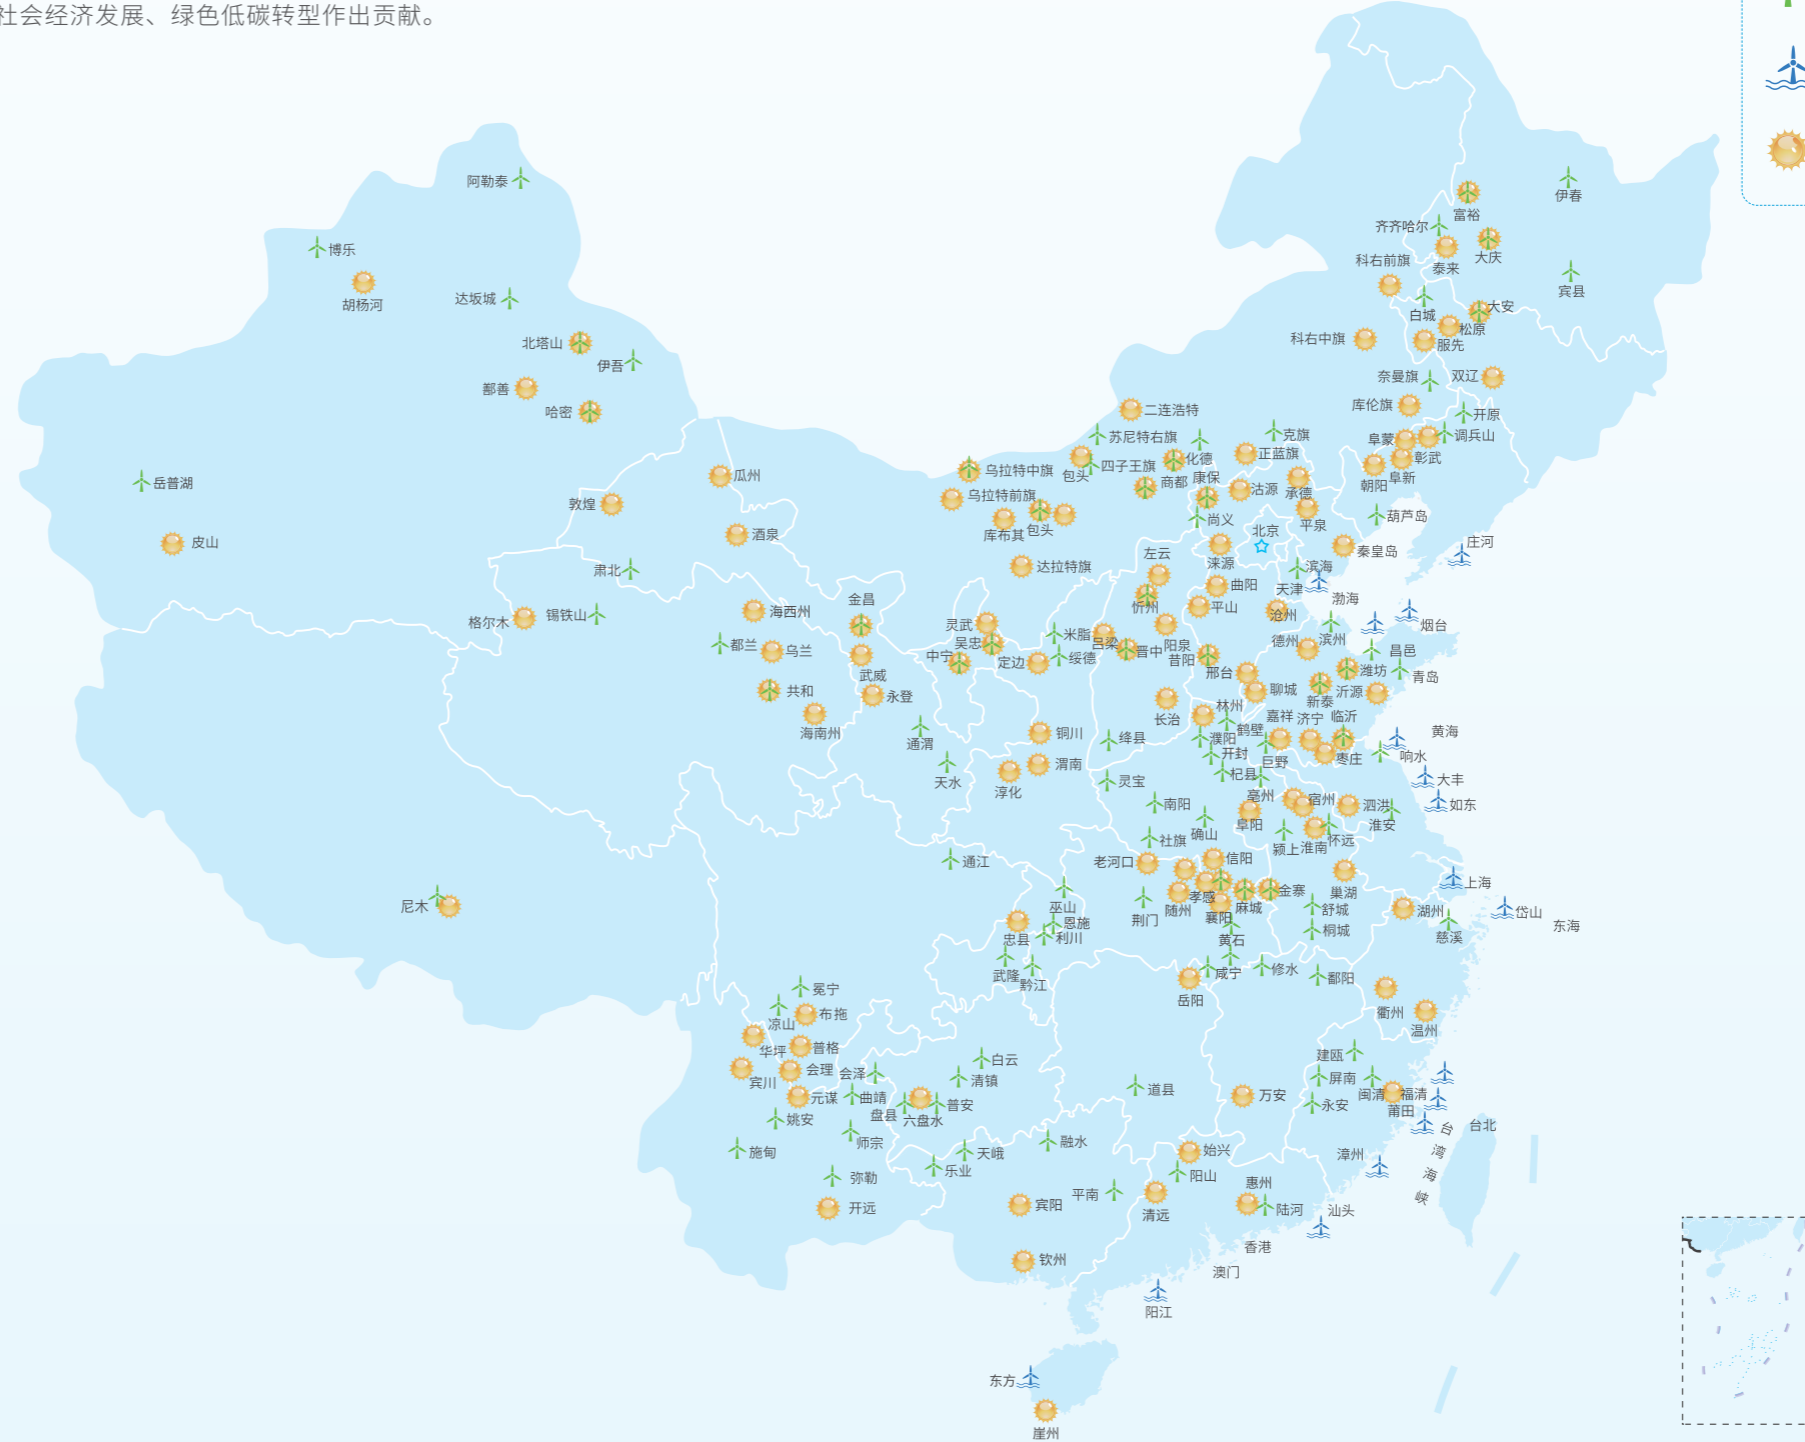 社会经济发展、绿色低碳转型作出贡献。
阿勒泰
伊春
富裕
齐齐哈尔
博乐
大庆
泰来
科右前旗
胡杨河
宾县
达坂城
大安
白城
松原
科右中旗
北塔山
服先
伊吾
奈曼旗
双辽
鄯善
库伦旗
二连浩特
哈密
开原
克旗
苏尼特右旗
调兵山
阜蒙
正蓝旗
化德
彰武
四子王旗
乌拉特中旗
瓜州
包头
康保
阜新
岳普湖
商都
朝阳
沽源
承德
乌拉特前旗
敦煌
葫芦岛
尚义
平泉
包头
北京
库布其
酒泉
皮山
庄河
秦皇岛
左云
涞源
达拉特旗
滨海
肃北
曲阳
天津
渤海
金昌
忻州
平山
海西州
锡铁山
沧州
格尔木
灵武
烟台
米脂
滨州
德州
吴忠
吕梁
阳泉
都兰
乌兰
晋中
昌邑
中宁
绥德
昔阳
定边
潍坊
邢台
武威
青岛
共和
聊城
沂源
永登
新泰
林州
嘉祥
济宁
临沂
长治
海南州
鹤壁
黄海
铜川
绛县
濮阳
通渭
开封
响水
枣庄
巨野
渭南
杞县
大丰
天水
灵宝
淳化
亳州
宿州
南阳
泗洪
如东
阜阳
淮安
确山
社旗
怀远
颍上
淮南
信阳
老河口
通江
上海
金寨
巢湖
孝感
尼木
巫山
麻城
随州
舒城
湖州
岱山
襄阳
荆门
恩施
东海
桐城
慈溪
忠县
利川
黄石
修水
咸宁
武隆
鄱阳
黔江
冕宁
岳阳
衢州
布拖
凉山
温州
普格
华坪
建瓯
白云
会理
会泽
屏南
清镇
宾川
道县
闽清
福清
万安
元谋
曲靖
普安
永安
莆田
盘县
六盘水
姚安
台北
台湾海峡
师宗
融水
施甸
天峨
始兴
漳州
乐业
阳山
弥勒
惠州
平南
宾阳
开远
清远
陆河
汕头
香港
钦州
澳门
阳江
东方
崖州